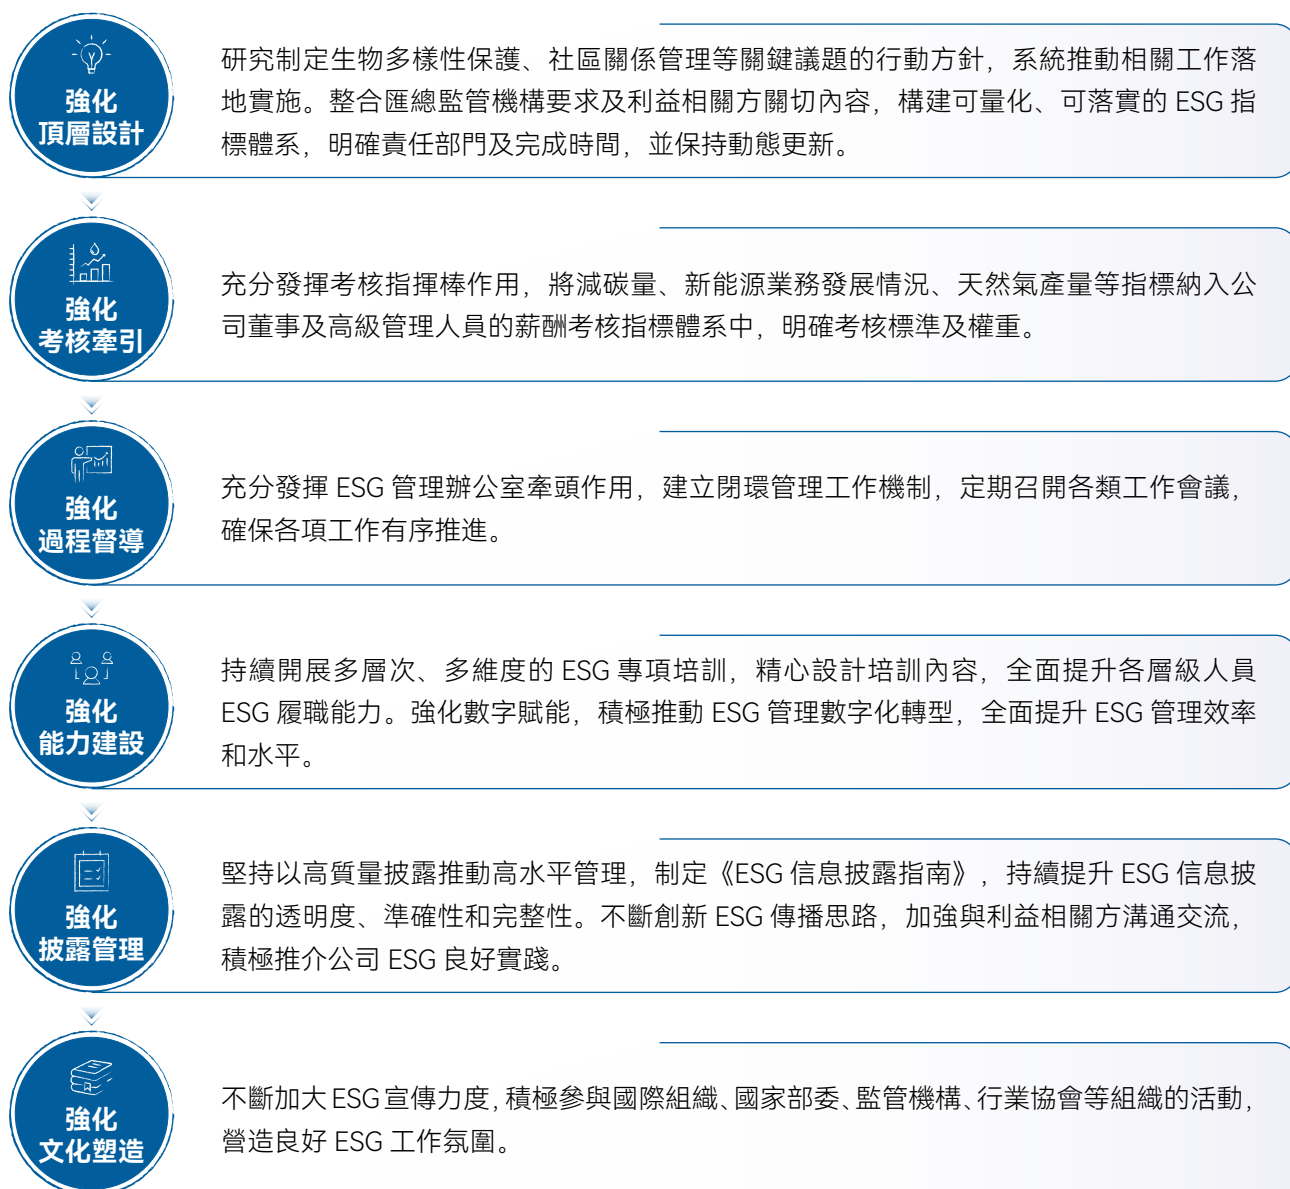 強化
頂層設計
研究制定生物多樣性保護、社區關係管理等關鍵議題的行動方針，系統推動相關工作落
地實施。整合匯總監管機構要求及利益相關方關切內容，構建可量化、可落實的 ESG 指
標體系，明確責任部門及完成時間，並保持動態更新。
強化
考核牽引
充分發揮考核指揮棒作用，將減碳量、新能源業務發展情況、天然氣產量等指標納入公
司董事及高級管理人員的薪酬考核指標體系中，明確考核標準及權重。
強化
過程督導
充分發揮 ESG 管理辦公室牽頭作用，建立閉環管理工作機制，定期召開各類工作會議，
確保各項工作有序推進。
強化
能力建設
持續開展多層次、多維度的 ESG 專項培訓，精心設計培訓內容，全面提升各層級人員
ESG 履職能力。強化數字賦能，積極推動 ESG 管理數字化轉型，全面提升 ESG 管理效率
和水平。
強化
披露管理
堅持以高質量披露推動高水平管理，制定《ESG 信息披露指南》，持續提升 ESG 信息披
露的透明度、準確性和完整性。不斷創新 ESG 傳播思路，加強與利益相關方溝通交流，
積極推介公司 ESG 良好實踐。
強化
文化塑造
不斷加大 ESG 宣傳力度，積極參與國際組織、國家部委、監管機構、行業協會等組織的活動，
營造良好 ESG 工作氛圍。